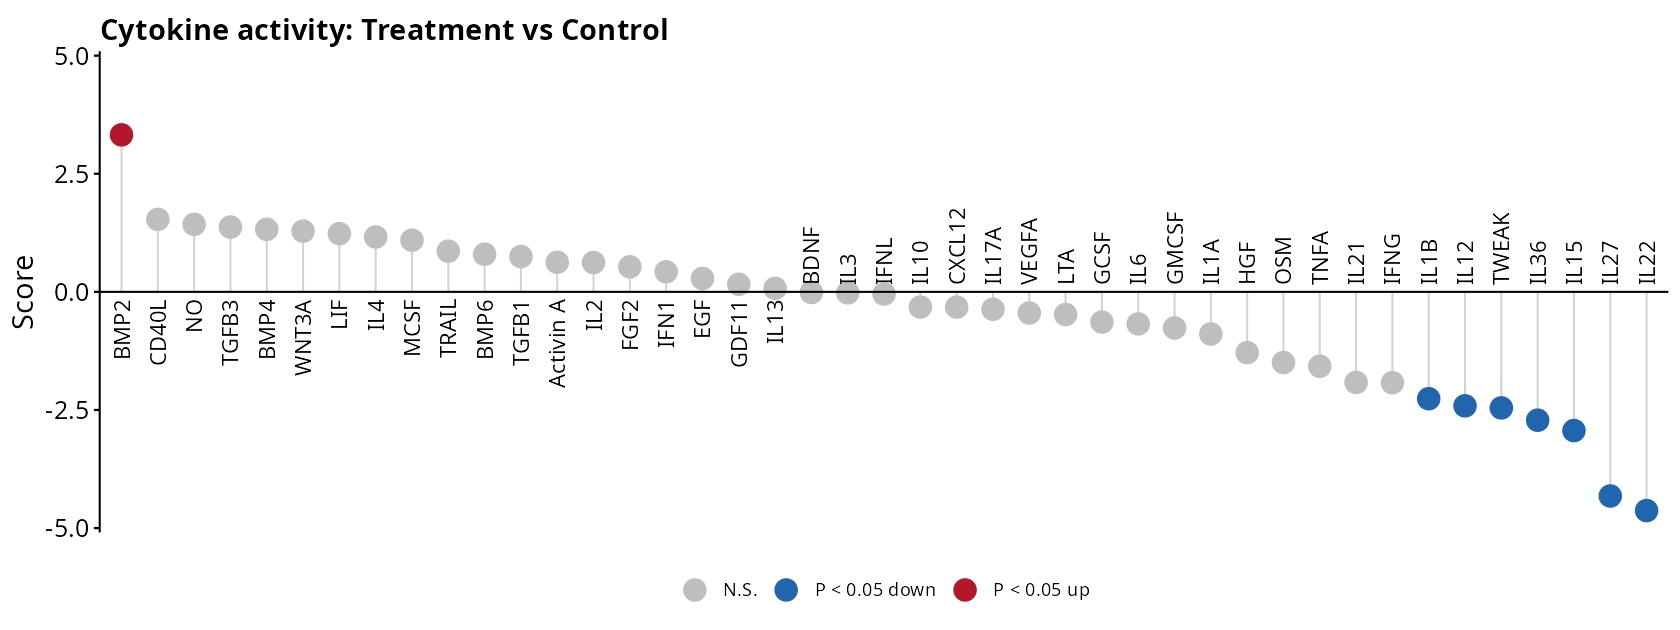 Cytokine activity: Treatment vs Control
Score
5.0
2.5
0.0
-2.5
-5.0
BMP2
CD40L
NO
TGFB3
BMP4
WNT3A
LIF
IL4
MCSF
TRAIL
BMP6
TGFB1
Activin A
IL2
FGF2
IFN1
EGF
GDF11
IL13
BDNF
IL3
IFNL
IL10
CXCL12
IL17A
VEGFA
LTA
GCSF
IL6
GMCSF
IL1A
HGF
OSM
TNFA
IL21
IFNG
IL1B
IL12
TWEAK
IL36
IL15
IL27
IL22
N.S.
P < 0.05 down
P < 0.05 up